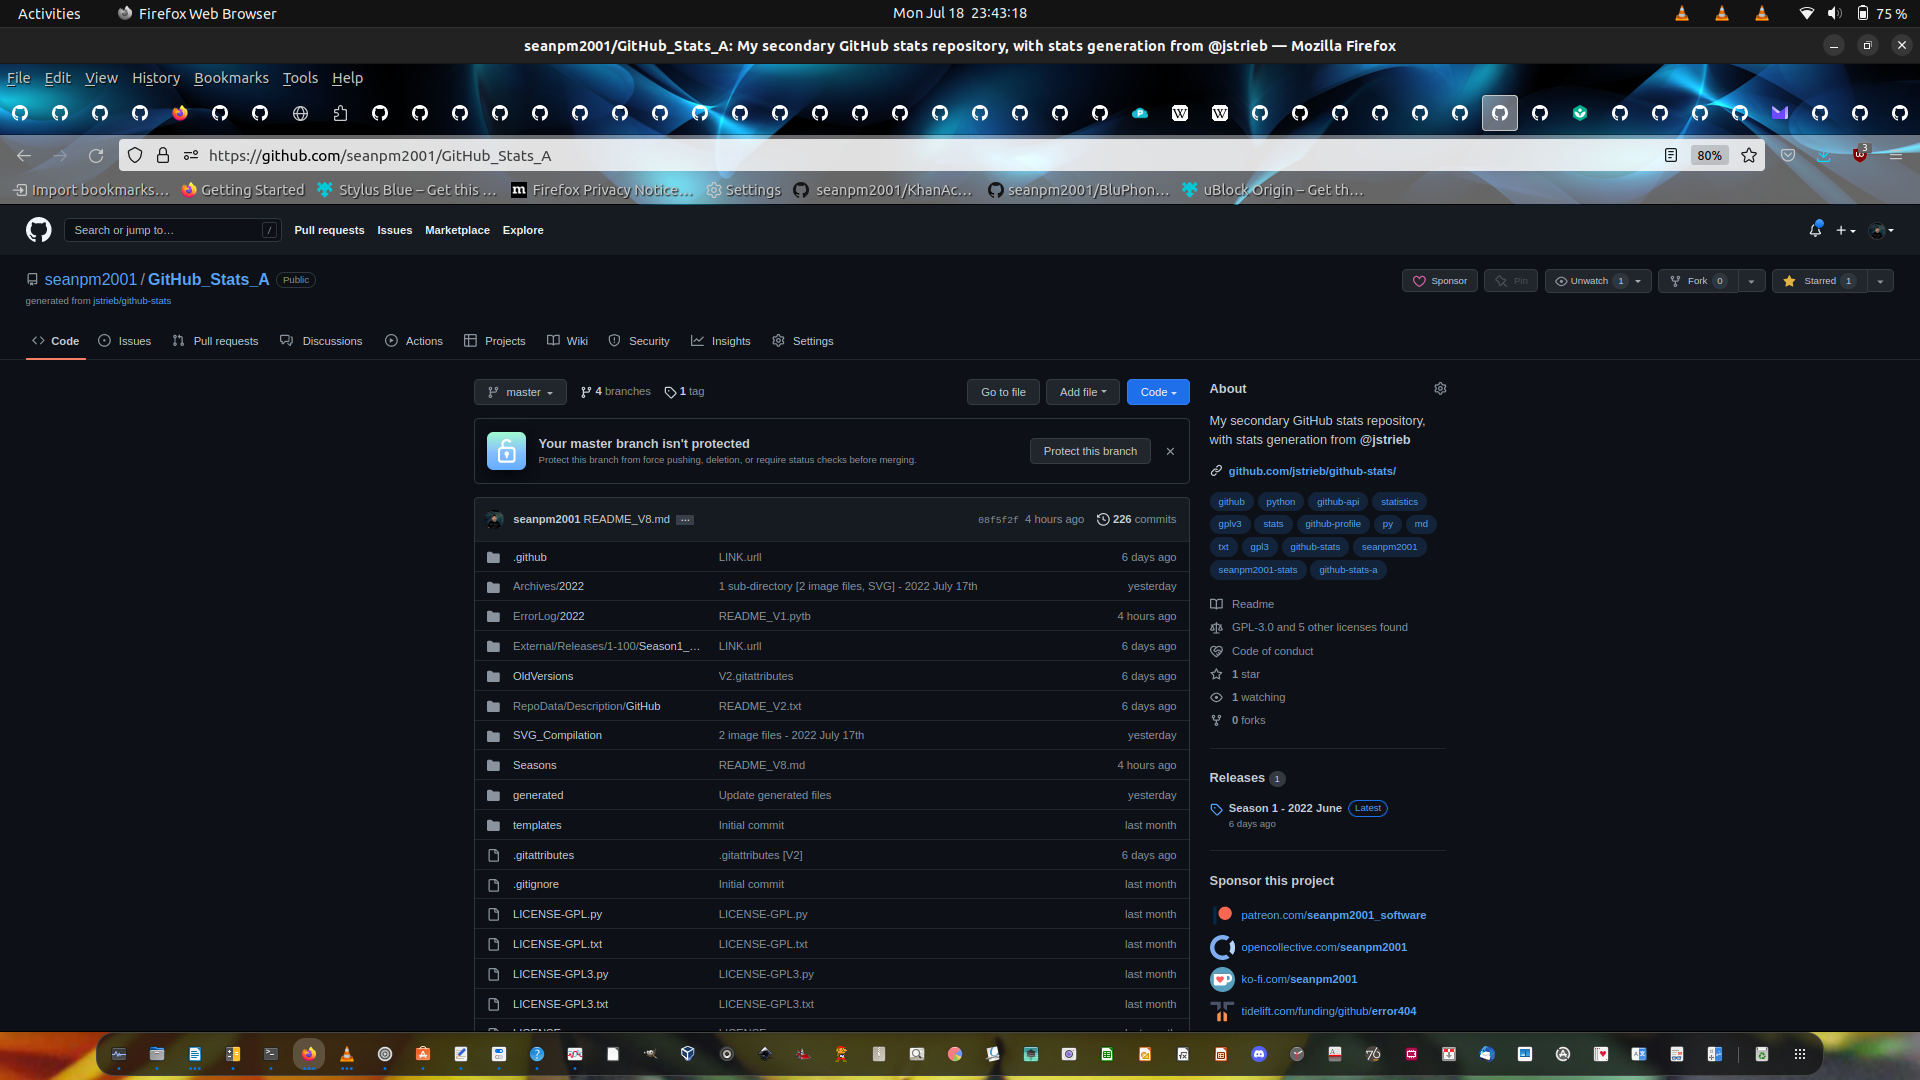 Activities
Firefox Web Browser
Mon Jul 18 23:43:18
75 %
seanpm2001/GitHub_Stats_A: My secondary GitHub stats repository, with stats generation from @jstrieb — Mozilla Firefox
File Edit View History Bookmarks Tools Help
https://github.com/seanpm2001/GitHub_Stats_A
80%
3
Import bookmarks… Getting Started Stylus Blue – Get this … Firefox Privacy Notice… Settings seanpm2001/KhanAc… seanpm2001/BluPhon… uBlock Origin – Get th…
Search or jump to… /
Pull requests Issues Marketplace Explore
seanpm2001 / GitHub_Stats_A Public
generated from jstrieb/github-stats
Sponsor Pin Unwatch 1 Fork 0 Starred 1
Code Issues Pull requests Discussions Actions Projects Wiki Security Insights Settings
master 4 branches 1 tag Go to file Add file Code
Your master branch isn't protected
Protect this branch from force pushing, deletion, or require status checks before merging.
Protect this branch
seanpm2001 README_V8.md … 08f5f2f 4 hours ago 226 commits
.github LINK.urll 6 days ago
Archives/2022 1 sub-directory [2 image files, SVG] - 2022 July 17th yesterday
ErrorLog/2022 README_V1.pytb 4 hours ago
External/Releases/1-100/Season1_… LINK.urll 6 days ago
OldVersions V2.gitattributes 6 days ago
RepoData/Description/GitHub README_V2.txt 6 days ago
SVG_Compilation 2 image files - 2022 July 17th yesterday
Seasons README_V8.md 4 hours ago
generated Update generated files yesterday
templates Initial commit last month
.gitattributes .gitattributes [V2] 6 days ago
.gitignore Initial commit last month
LICENSE-GPL.py LICENSE-GPL.py last month
LICENSE-GPL.txt LICENSE-GPL.txt last month
LICENSE-GPL3.py LICENSE-GPL3.py last month
LICENSE-GPL3.txt LICENSE-GPL3.txt last month
About
My secondary GitHub stats repository,
with stats generation from @jstrieb
github.com/jstrieb/github-stats/
github python github-api statistics
gplv3 stats github-profile py md
txt gpl3 github-stats seanpm2001
seanpm2001-stats github-stats-a
Readme
GPL-3.0 and 5 other licenses found
Code of conduct
1 star
1 watching
0 forks
Releases 1
Season 1 - 2022 June Latest
6 days ago
Sponsor this project
patreon.com/seanpm2001_software
opencollective.com/seanpm2001
ko-fi.com/seanpm2001
tidelift.com/funding/github/error404